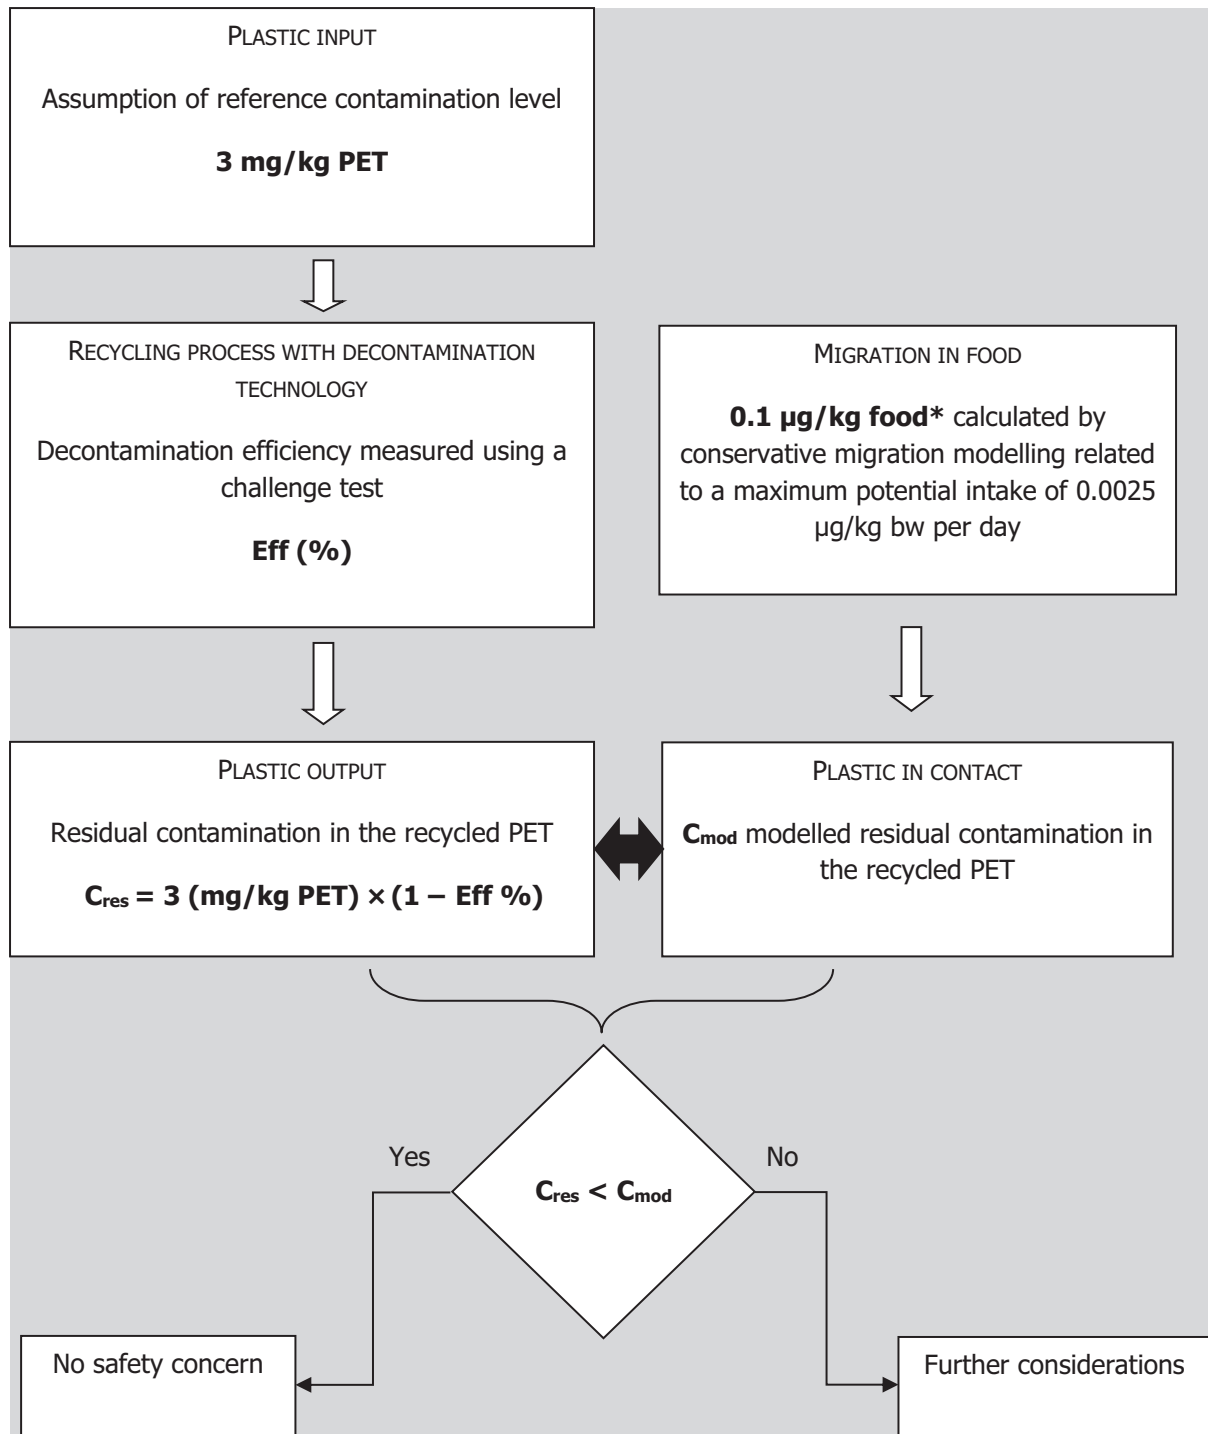 PLASTIC INPUT
Assumption of reference contamination level
3 mg/kg PET
RECYCLING PROCESS WITH DECONTAMINATION
TECHNOLOGY
Decontamination efficiency measured using a
challenge test
Eff (%)
MIGRATION IN FOOD
0.1 µg/kg food* calculated by
conservative migration modelling related
to a maximum potential intake of 0.0025
µg/kg bw per day
PLASTIC OUTPUT
Residual contamination in the recycled PET
Cres = 3 (mg/kg PET) × (1 – Eff %)
PLASTIC IN CONTACT
Cmod modelled residual contamination in
the recycled PET
Yes
No
Cres < Cmod
No safety concern
Further considerations